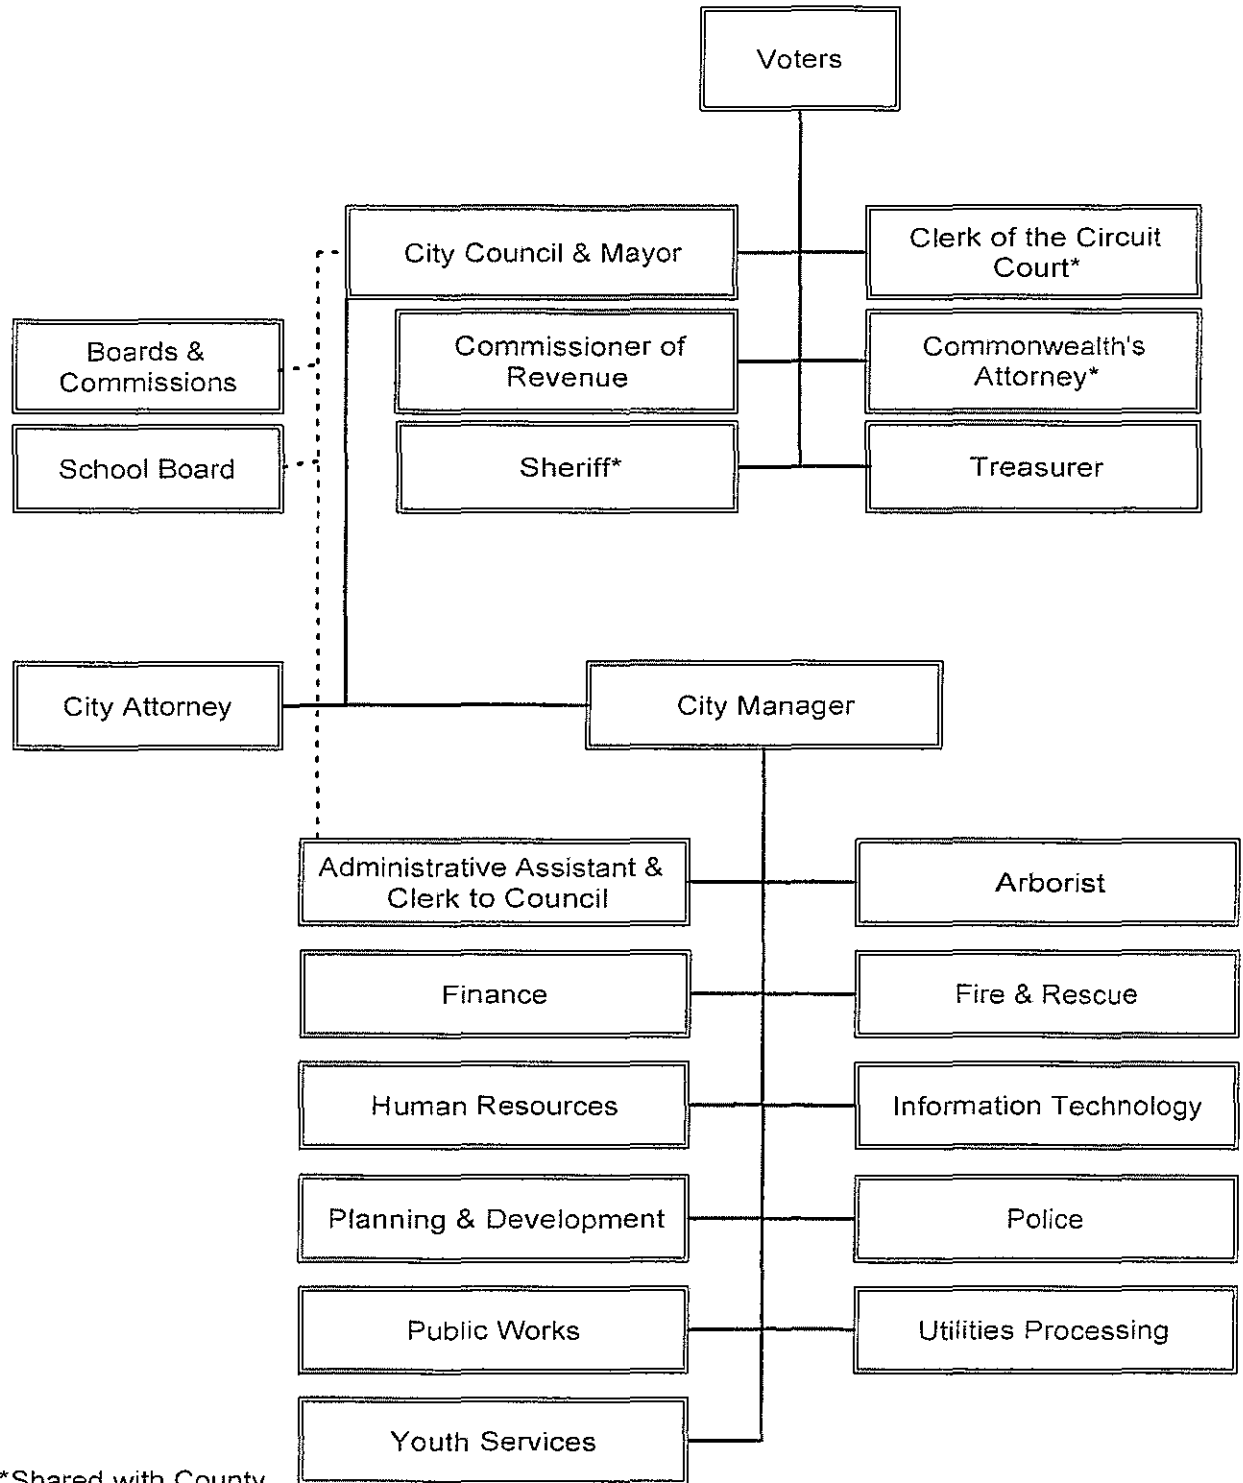 Voters
City Council & Mayor
Clerk of the Circuit
Court*
Boards &
Commissions
Commissioner of
Revenue
Commonwealth's
Attorney*
School Board
Sheriff*
Treasurer
City Attorney
City Manager
Administrative Assistant &
Clerk to Council
Arborist
Finance
Fire & Rescue
Human Resources
Information Technology
Planning & Development
Police
Public Works
Utilities Processing
Youth Services
*Shared with County